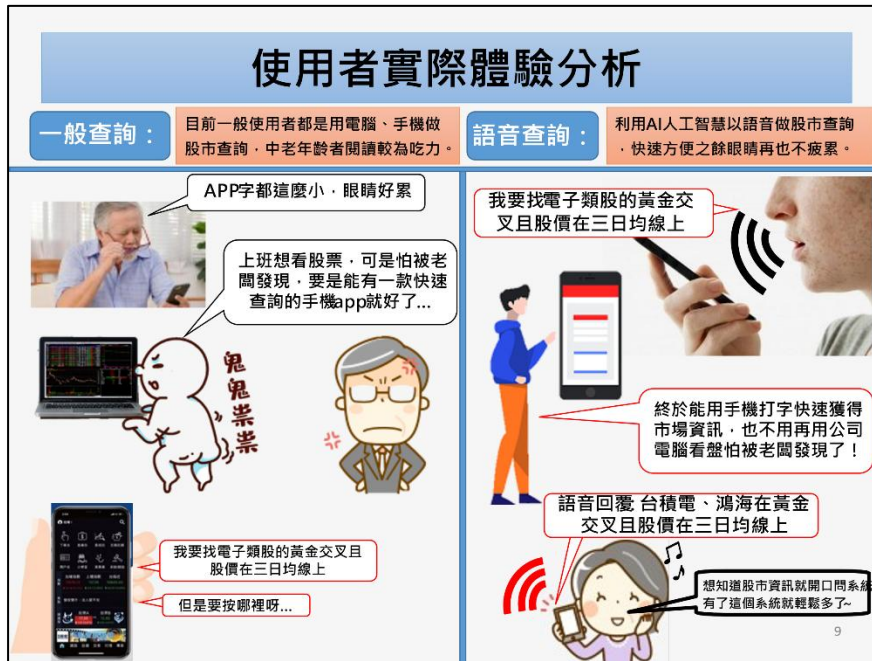 使用者實際體驗分析
一般查詢：
目前一般使用者都是用電腦、手機做
股市查詢，中老年齡者閱讀較為吃力。
語音查詢：
利用AI人工智慧以語音做股市查詢
，快速方便之餘眼睛再也不疲累。
APP字都這麼小，眼睛好累
上班想看股票，可是怕被老
闆發現，要是能有一款快速
查詢的手機app就好了...
鬼鬼祟祟
我要找電子類股的黃金交叉且
股價在三日均線上
但是要按哪裡呀...
我要找電子類股的黃金交
叉且股價在三日均線上
終於能用手機打字快速獲得
市場資訊，也不用再用公司
電腦看盤怕被老闆發現了！
語音回覆:台積電、鴻海在黃金
交叉且股價在三日均線上
想知道股市資訊就開口問系統
有了這個系統就輕鬆多了~
9